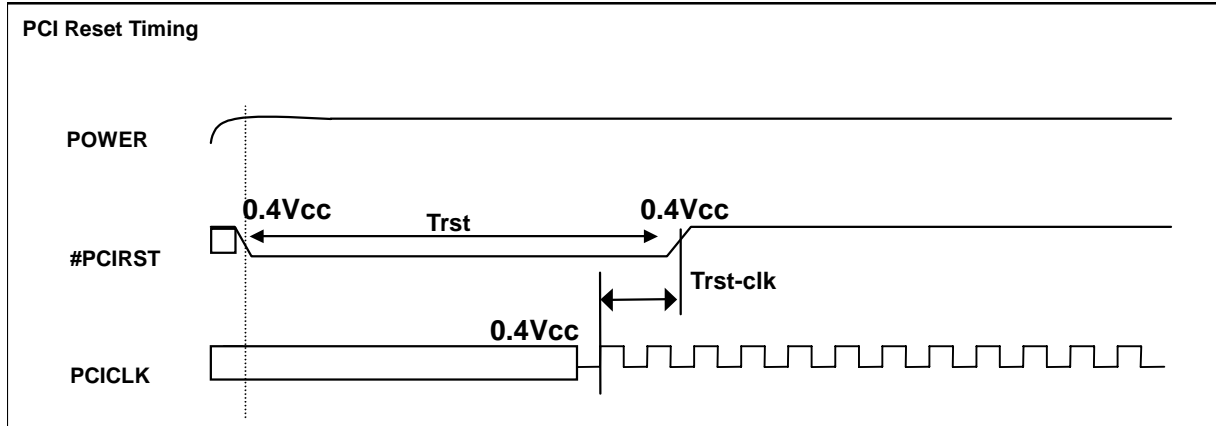 PCI Reset Timing
POWER
0.4Vcc
Trst
0.4Vcc
#PCIRST
Trst-clk
0.4Vcc
PCICLK